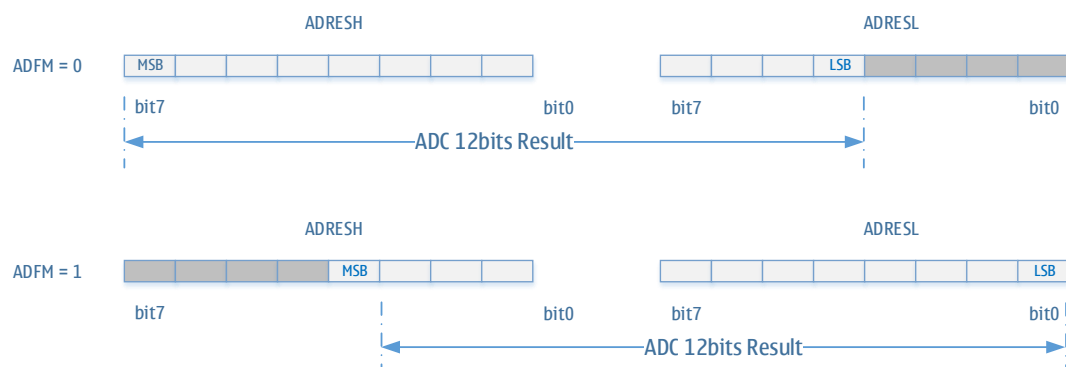 ADRESH ADRESL
ADFM = 0 MSB LSB
bit7 bit0 bit7 bit0
ADC 12bits Result
ADRESH ADRESL
ADFM = 1 MSB LSB
bit7 bit0 bit7 bit0
ADC 12bits Result